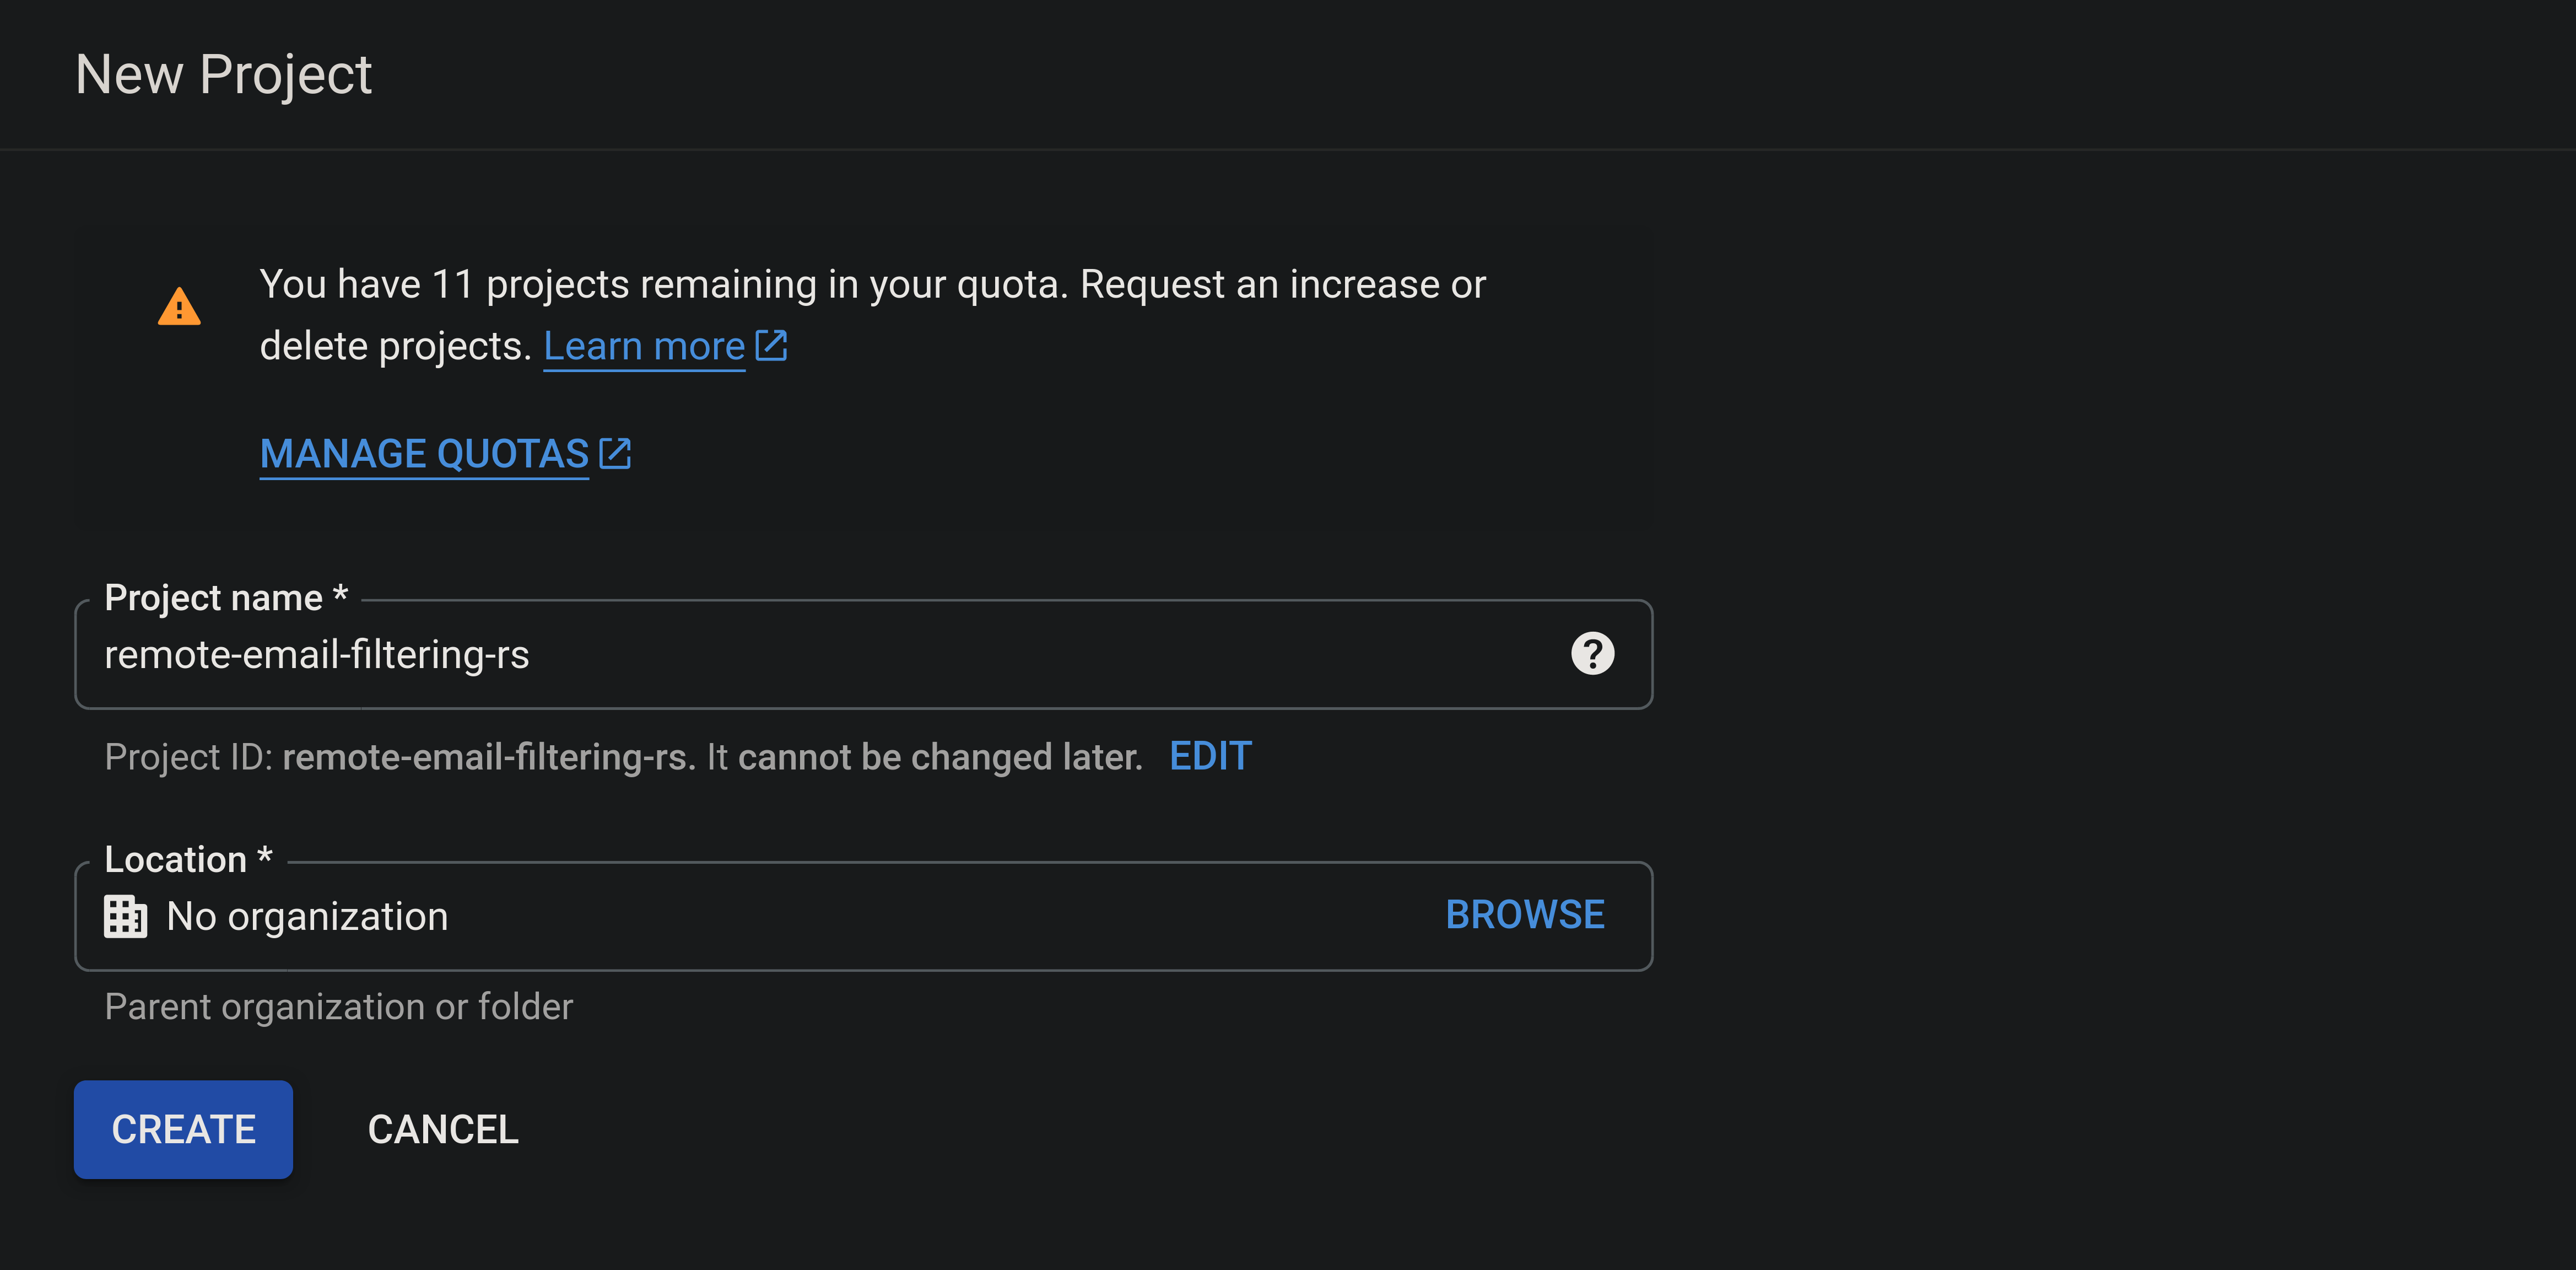 New Project
You have 11 projects remaining in your quota. Request an increase or
delete projects. Learn more
MANAGE QUOTAS
Project name *
remote-email-filtering-rs
Project ID: remote-email-filtering-rs. It cannot be changed later. EDIT
Location *
No organization BROWSE
Parent organization or folder
CREATE CANCEL